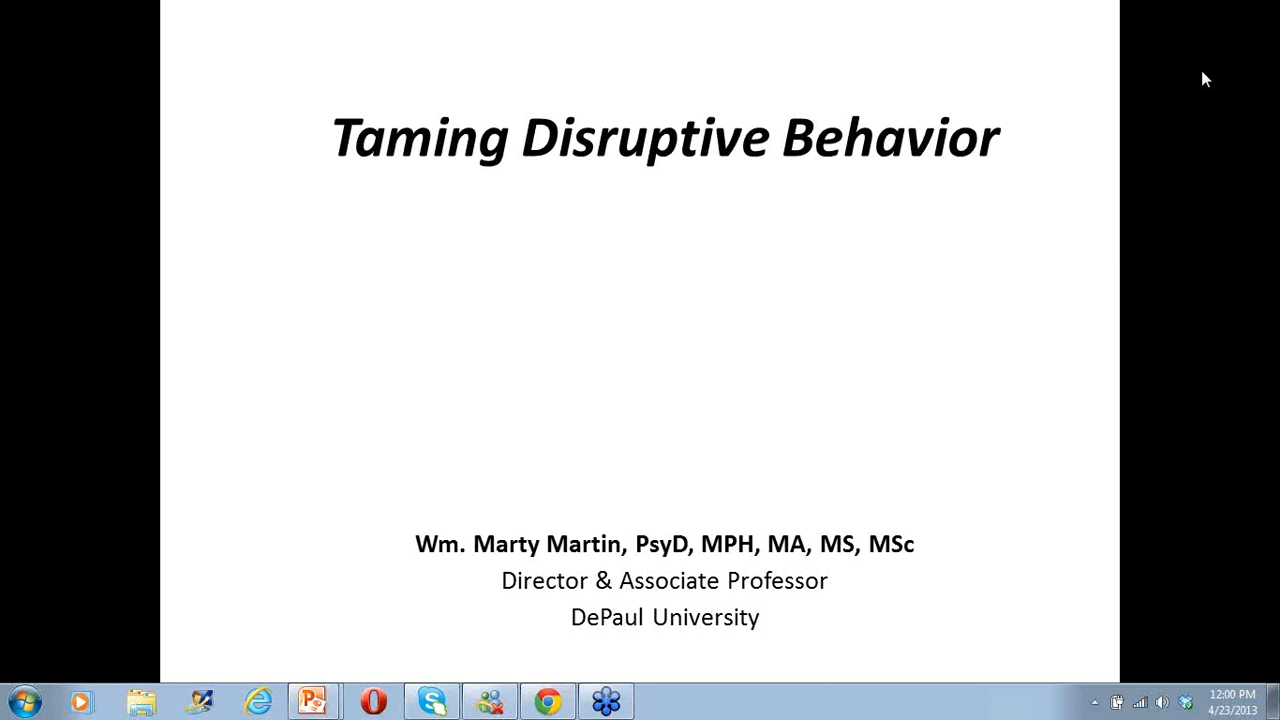 Taming Disruptive Behavior
Wm. Marty Martin, PsyD, MPH, MA, MS, MSc
Director & Associate Professor
DePaul University
12:00 PM
4/23/2013